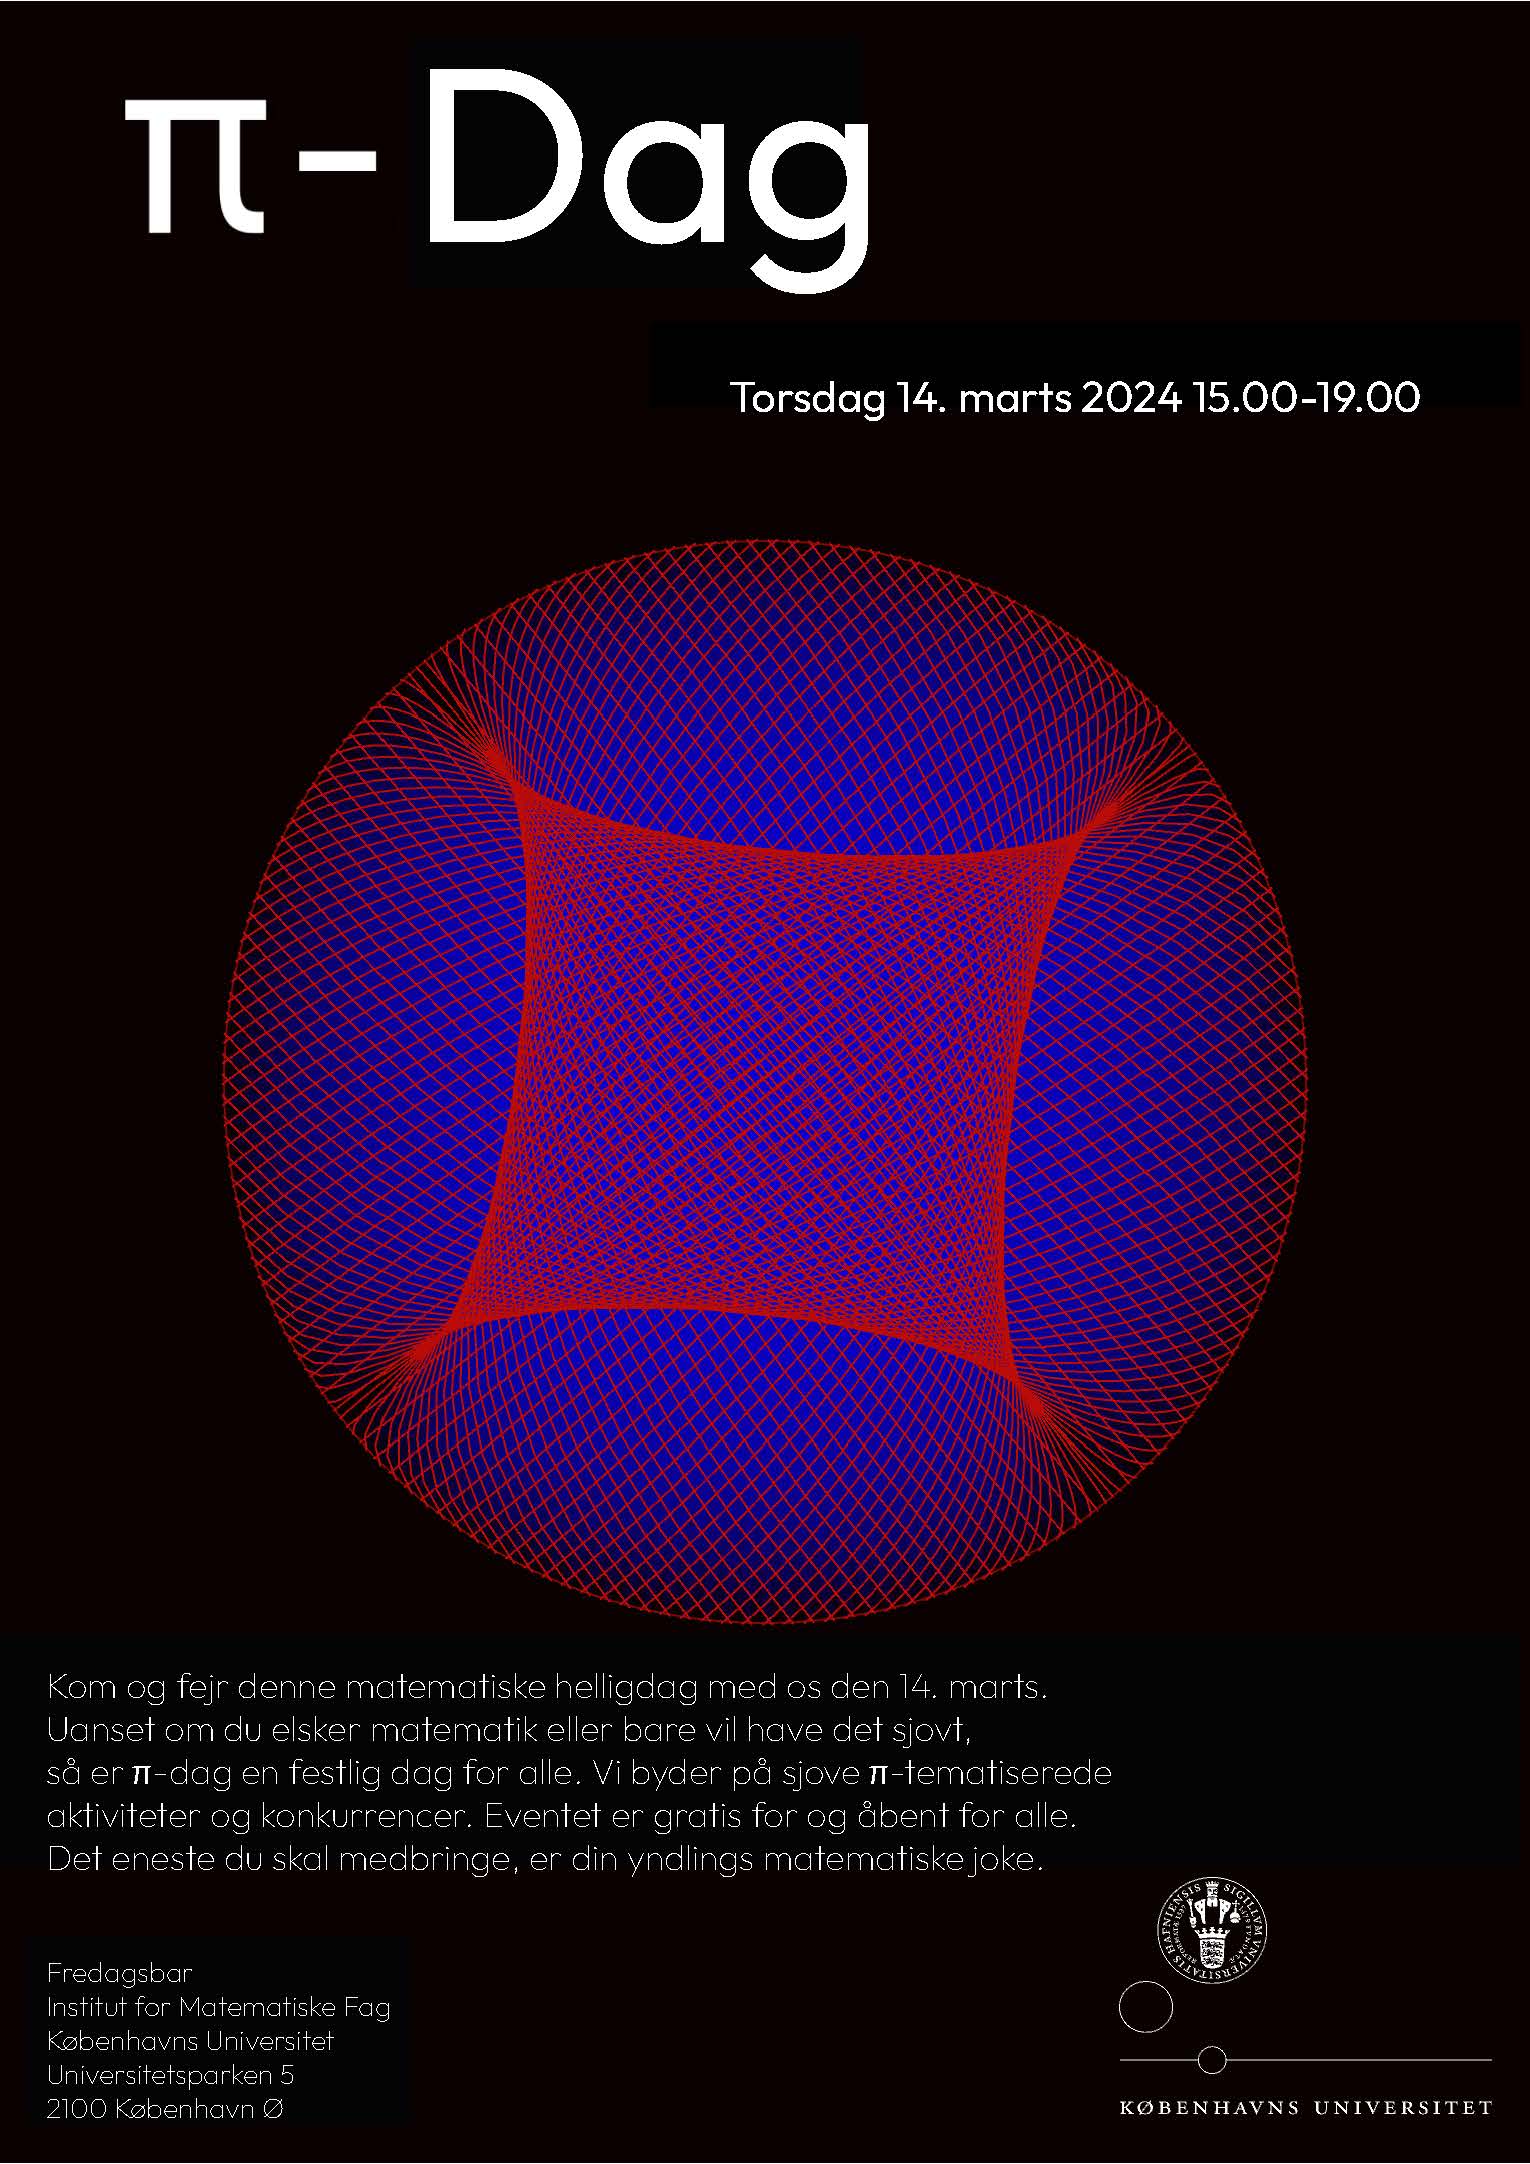 π - Dag
Torsdag 14. marts 2024 15.00-19.00
Kom og fejr denne matematiske helligdag med os den 14. marts.
Uanset om du elsker matematik eller bare vil have det sjovt,
så er π-dag en festlig dag for alle. Vi byder på sjove π-tematiserede
aktiviteter og konkurrencer. Eventet er gratis for og åbent for alle.
Det eneste du skal medbringe, er din yndlings matematiske joke.
Fredagsbar
Institut for Matematiske Fag
Københavns Universitet
Universitetsparken 5
2100 København Ø
SIGILLVM VNIVERSITATIS HAFNIENSIS
KØBENHAVNS UNIVERSITET